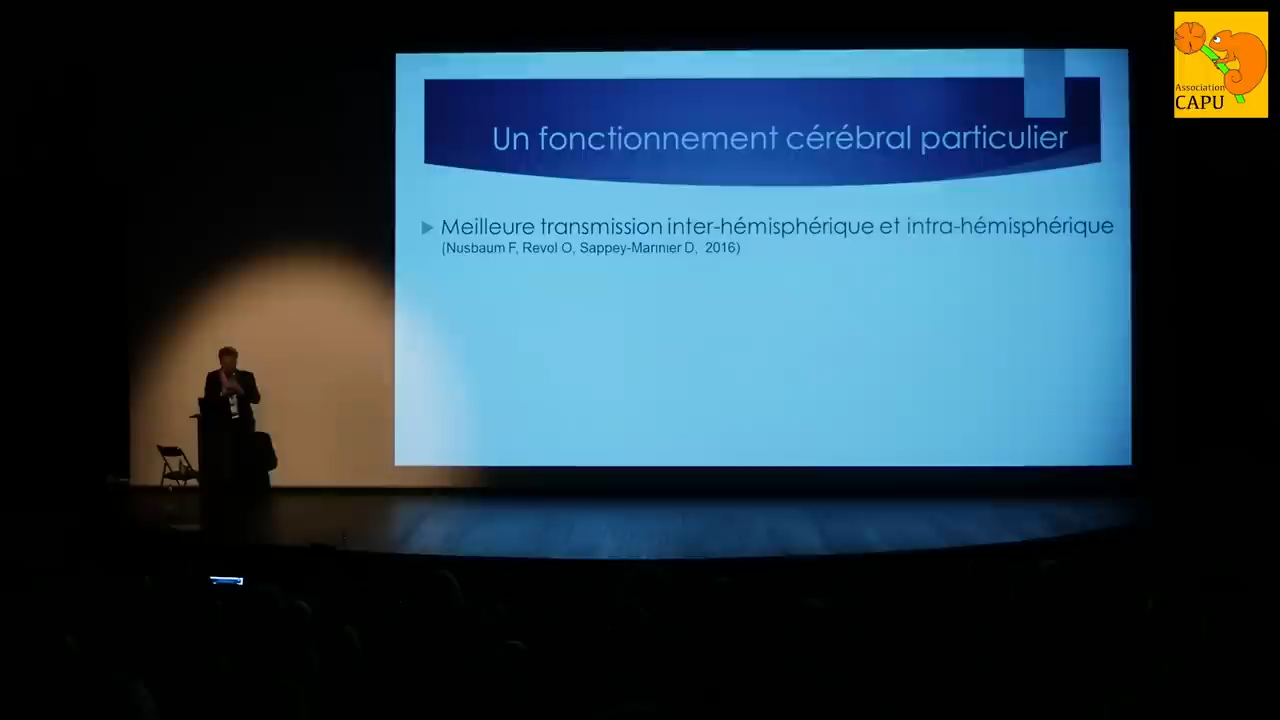 Un fonctionnement cérébral particulier
Meilleure transmission inter-hémisphérique et intra-hémisphérique
(Nusbaum F, Revol O, Sappey-Marinier D, 2016)
Association
CAPU